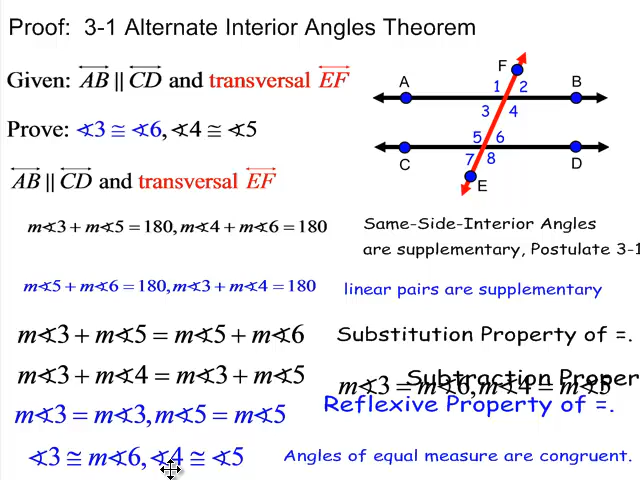 Proof:  3-1 Alternate Interior Angles Theorem
Given: AB || CD and transversal EF
Prove: ∢3 ≅ ∢6, ∢4 ≅ ∢5
F
A
1 2
B
3 4
5 6
C
7 8
D
E
AB || CD and transversal EF
m∢3 + m∢5 = 180, m∢4 + m∢6 = 180
Same-Side-Interior Angles
are supplementary, Postulate 3-1
m∢5 + m∢6 = 180, m∢3 + m∢4 = 180
linear pairs are supplementary
m∢3 + m∢5 = m∢5 + m∢6
Substitution Property of =.
m∢3 + m∢4 = m∢3 + m∢5
Subtraction Proper
m∢3 = m∢6, m∢4 = m∢5
m∢3 = m∢3, m∢5 = m∢5
Reflexive Property of =.
∢3 ≅ m∢6, ∢4 ≅ ∢5
Angles of equal measure are congruent.